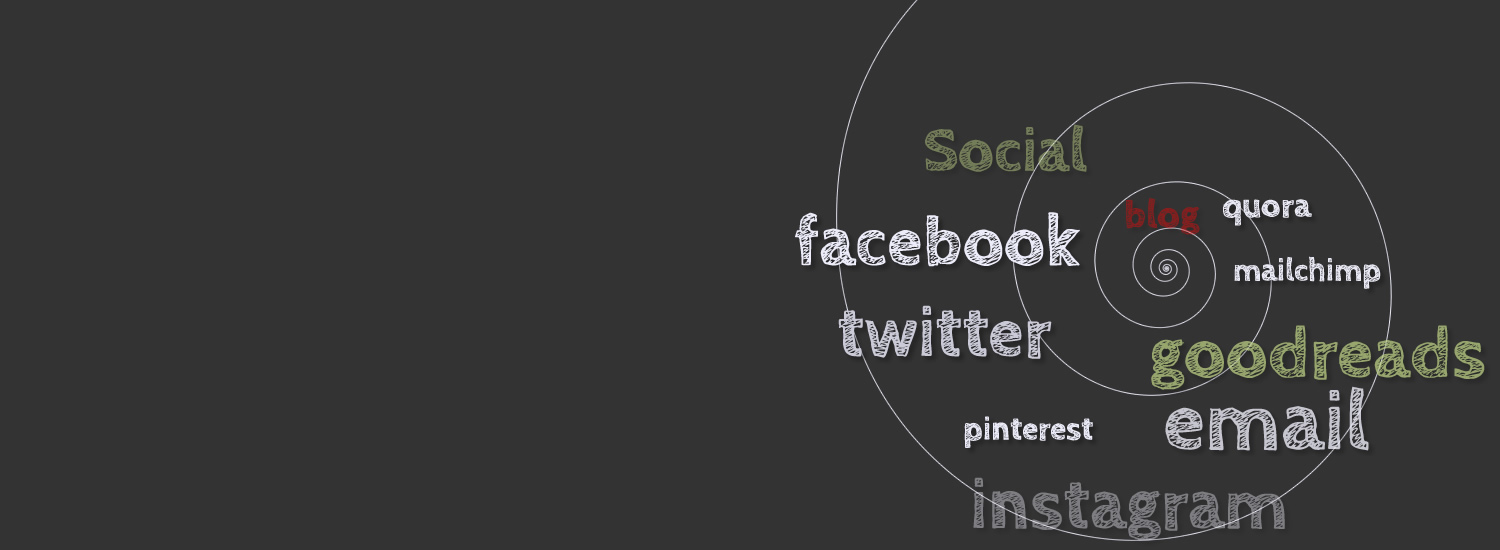 Social
blog
quora
facebook
mailchimp
twitter
goodreads
email
pinterest
instagram